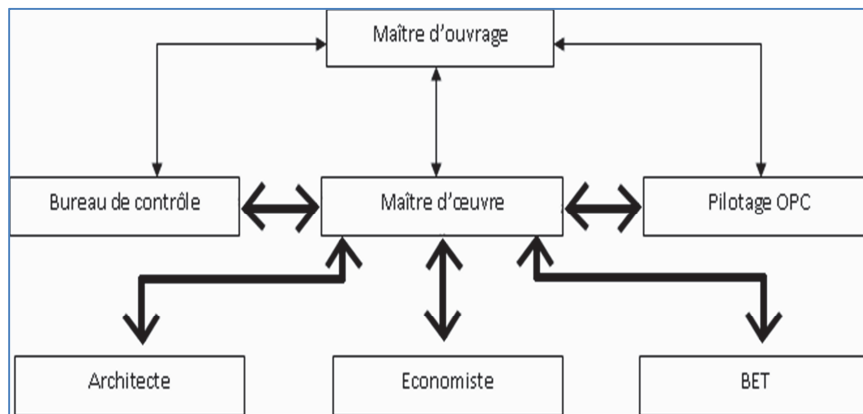 Maître d'ouvrage
Bureau de contrôle
Maître d'œuvre
Pilotage OPC
Architecte
Economiste
BET